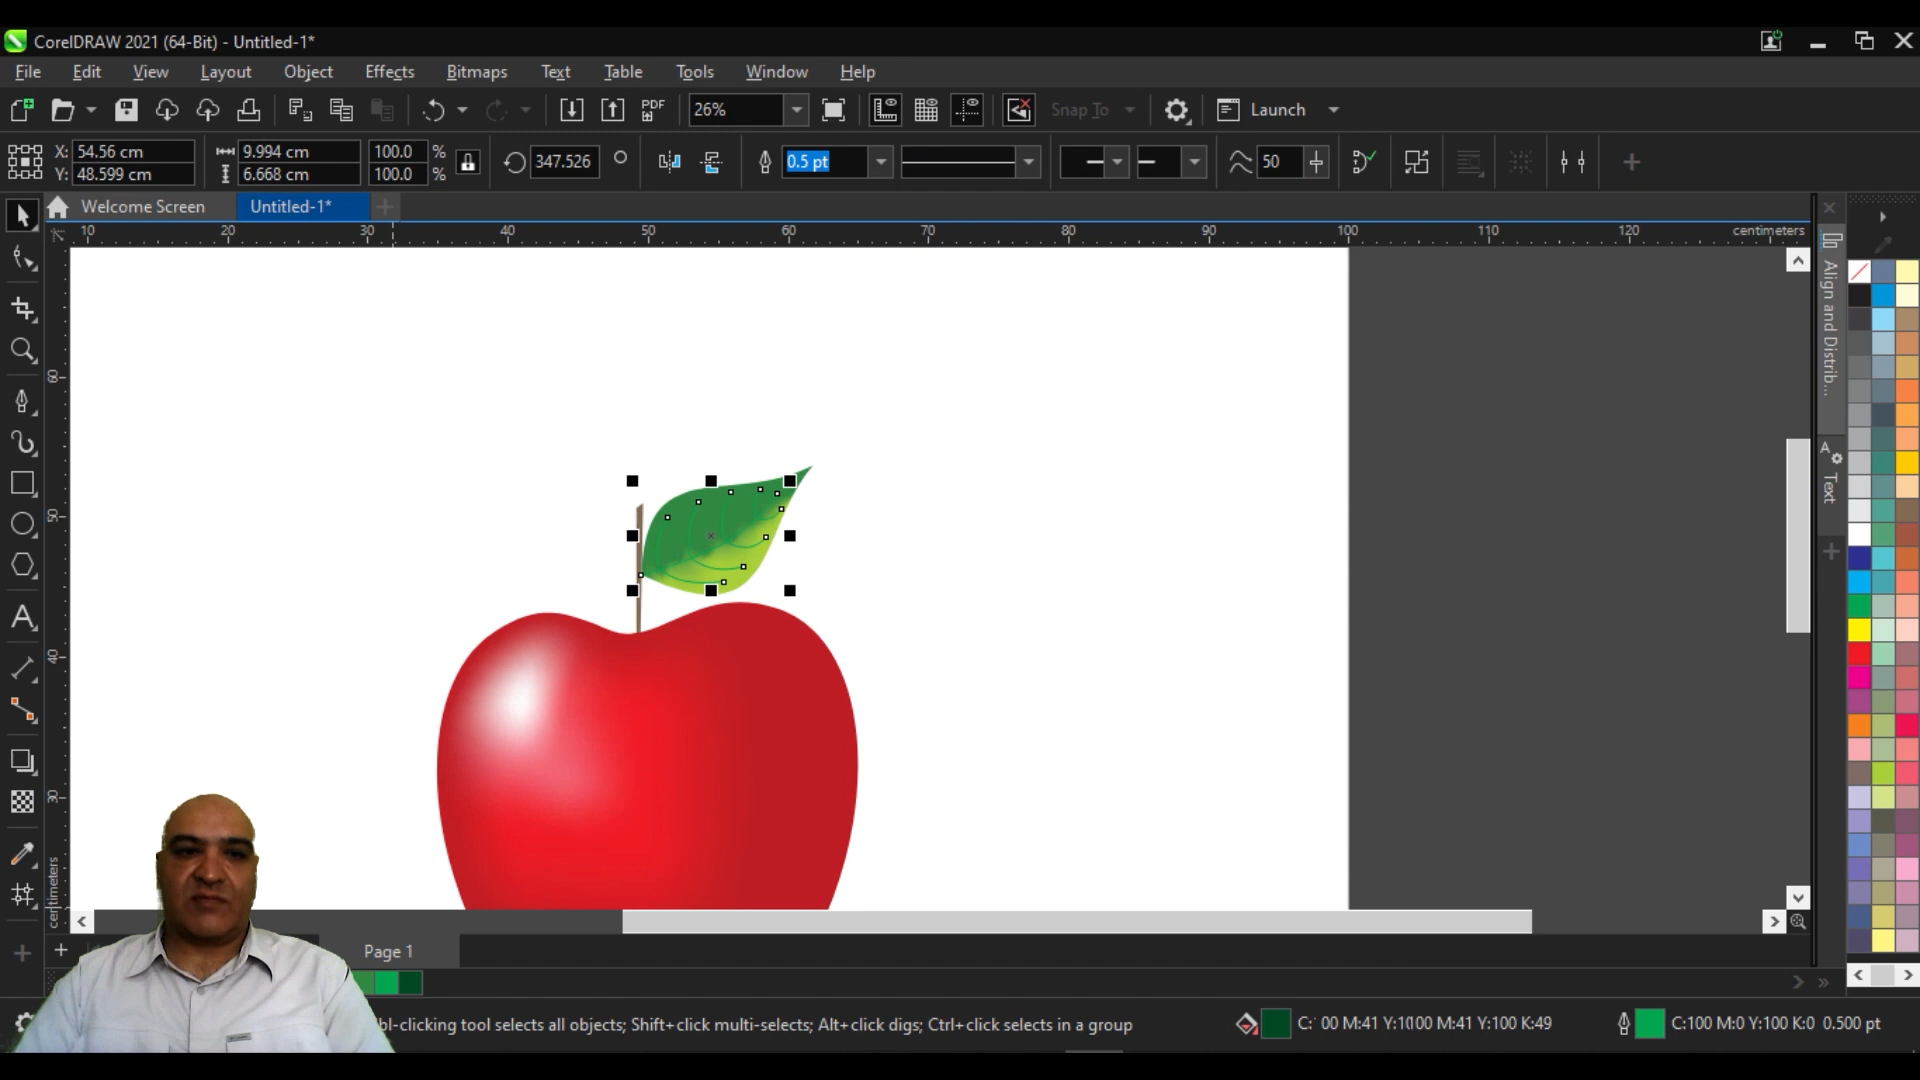 CorelDRAW 2021 (64-Bit) - Untitled-1*
File Edit View Layout Object Effects Bitmaps Text Table Tools Window Help
PDF 26% Snap To Launch
X: 54.56 cm 9.994 cm 100.0 % 347.526 0.5 pt 50
Y: 48.599 cm 6.668 cm 100.0 %
Welcome Screen Untitled-1*
10 20 30 40 50 60 70 80 90 100 110 120 centimeters
60
50
40
30
centimeters
Align and Distrib...
Text
Page 1
bl-clicking tool selects all objects; Shift+click multi-selects; Alt+click digs; Ctrl+click selects in a group
M:41 Y:100 K:49 C:100 M:0 Y:100 K:0 0.500 pt